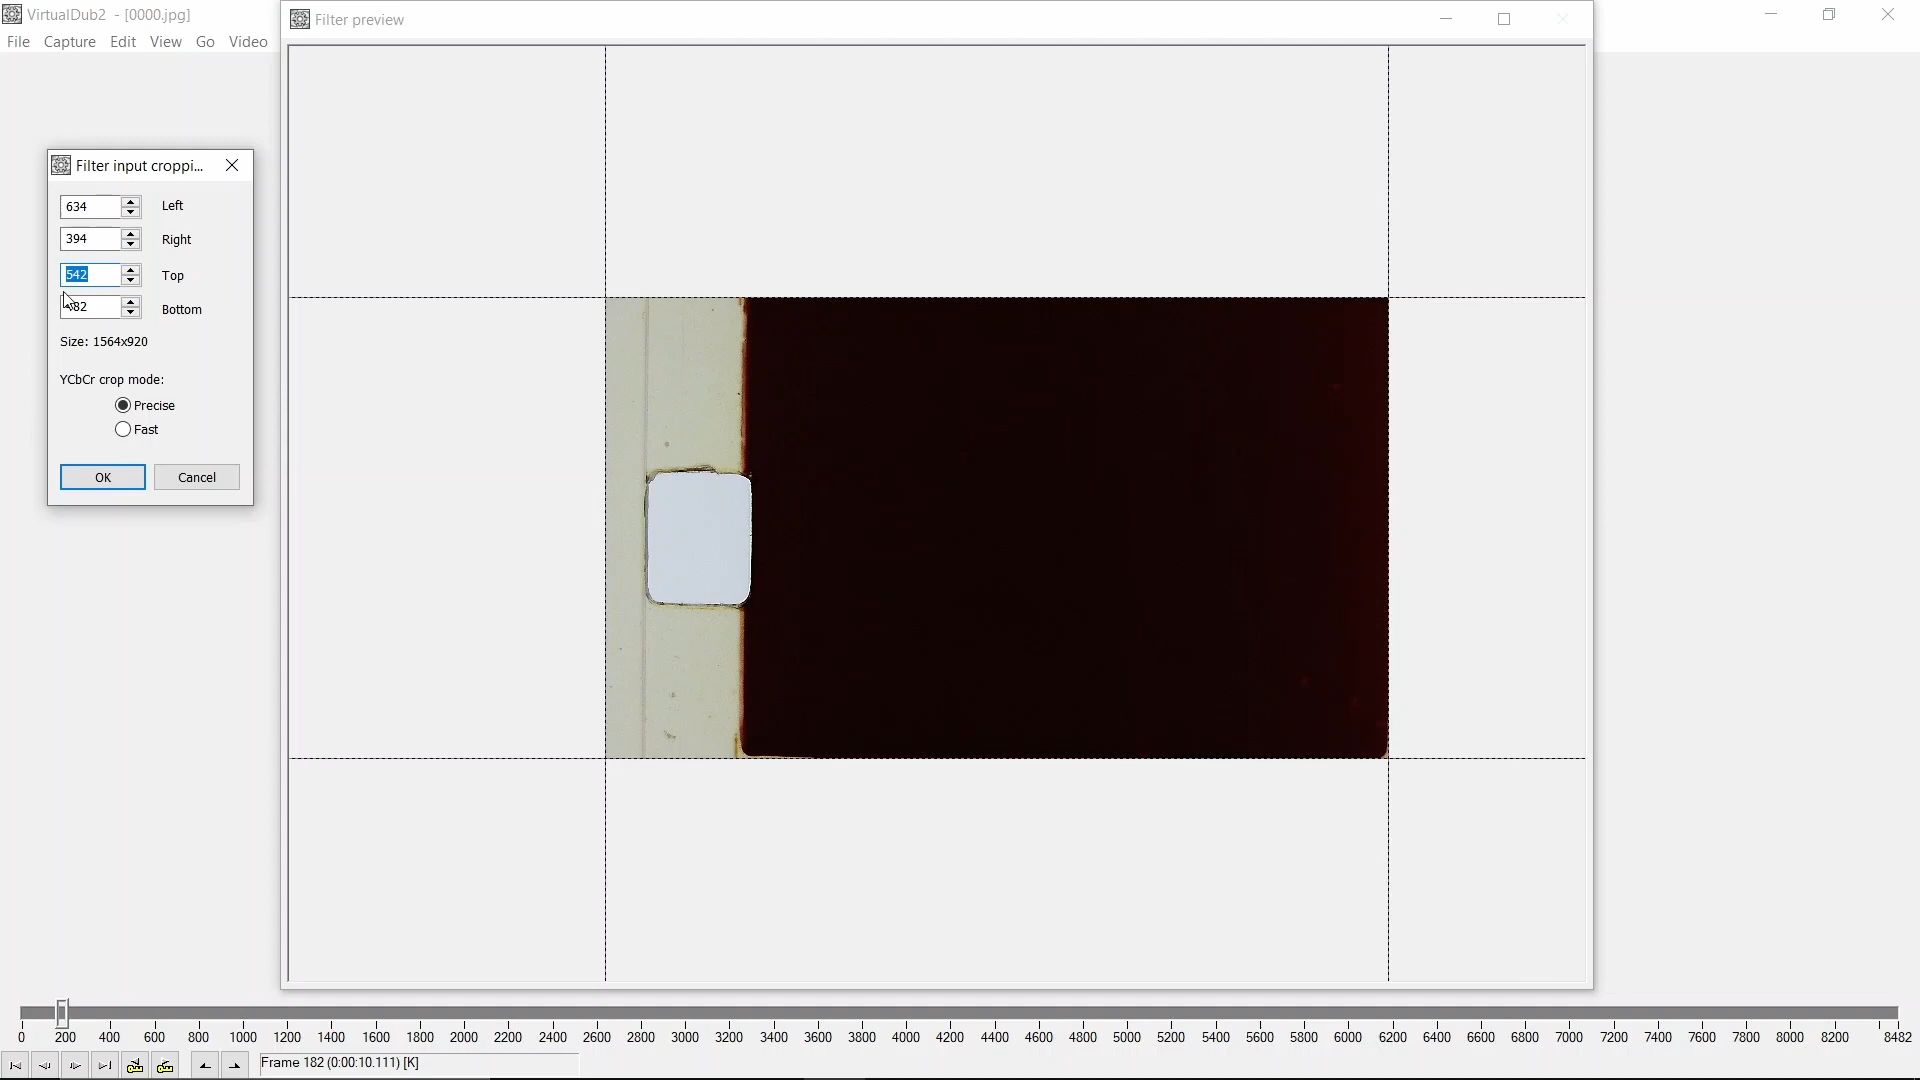 VirtualDub2 - [0000.jpg]
File Capture Edit View Go Video
Filter preview
Filter input croppi...
634 Left
394 Right
542 Top
82 Bottom
Size: 1564x920
YCbCr crop mode:
Precise
Fast
OK Cancel
0 200 400 600 800 1000 1200 1400 1600 1800 2000 2200 2400 2600 2800 3000 3200 3400 3600 3800 4000 4200 4400 4600 4800 5000 5200 5400 5600 5800 6000 6200 6400 6600 6800 7000 7200 7400 7600 7800 8000 8200 8482
Frame 182 (0:00:10.111) [K]